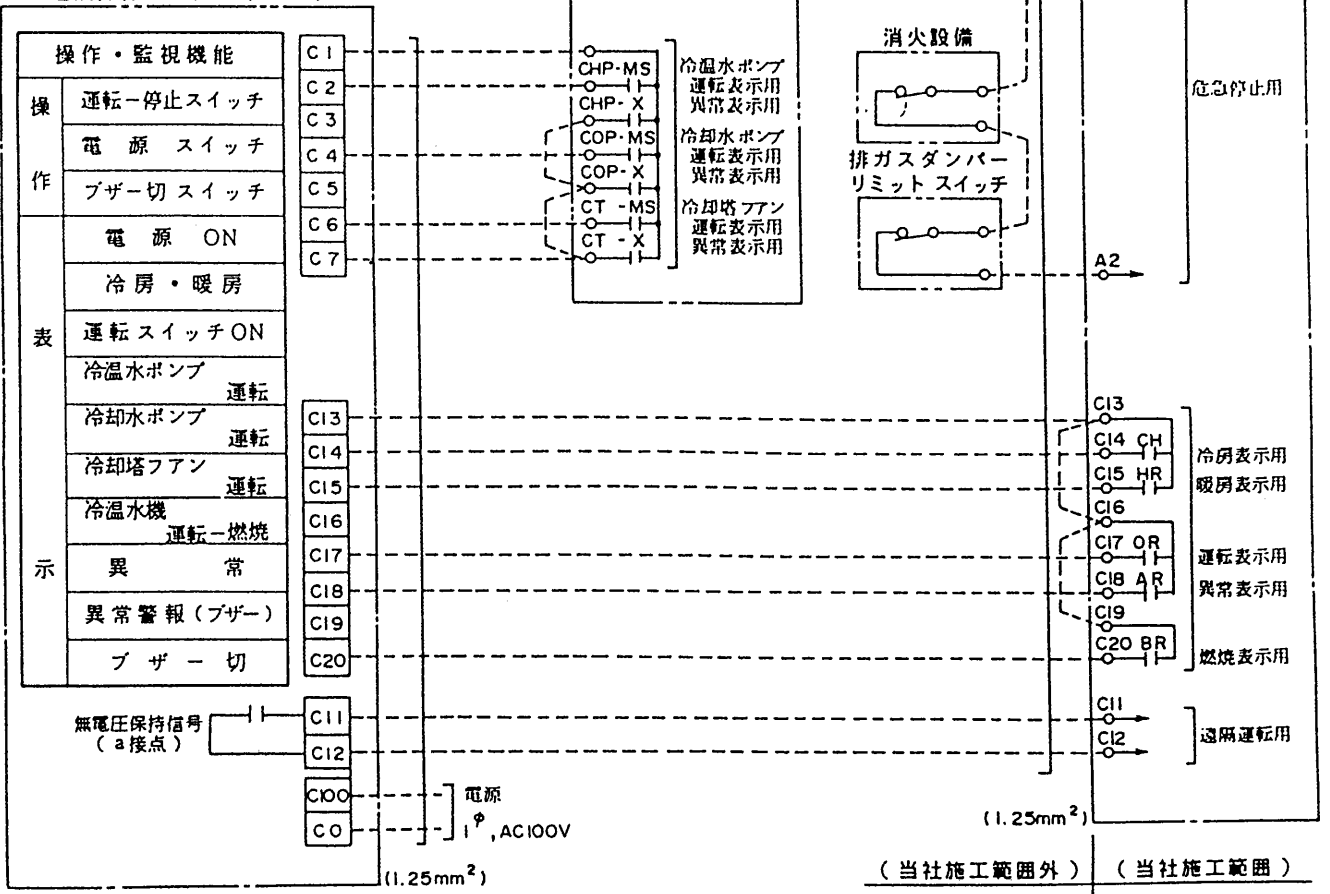 操作・監視機能
操作
運転－停止スイッチ
電源 スイッチ
ブザー切スイッチ
表示
電源 ON
冷房・暖房
運転スイッチON
冷温水ポンプ
運転
冷却水ポンプ
運転
冷却塔フアン
運転
冷温水機
運転－燃焼
異常
異常警報（ブザー）
ブザー切
無電圧保持信号
（a接点）
C1
C2
C3
C4
C5
C6
C7
C13
C14
C15
C16
C17
C18
C19
C20
C11
C12
C100
C0
電源
1φ,AC100V
(1.25mm²)
CHP-MS
CHP-X
COP-MS
COP-X
CT-MS
CT-X
冷温水ポンプ
運転表示用
異常表示用
冷却水ポンプ
運転表示用
異常表示用
冷却塔フアン
運転表示用
異常表示用
消火設備
排ガスダンパー
リミットスイッチ
危急停止用
A2
C13
C14 CH
C15 HR
C16
C17 OR
C18 AR
C19
C20 BR
冷房表示用
暖房表示用
運転表示用
異常表示用
燃焼表示用
C11
C12
遠隔運転用
(1.25mm²)
（当社施工範囲外）
（当社施工範囲）